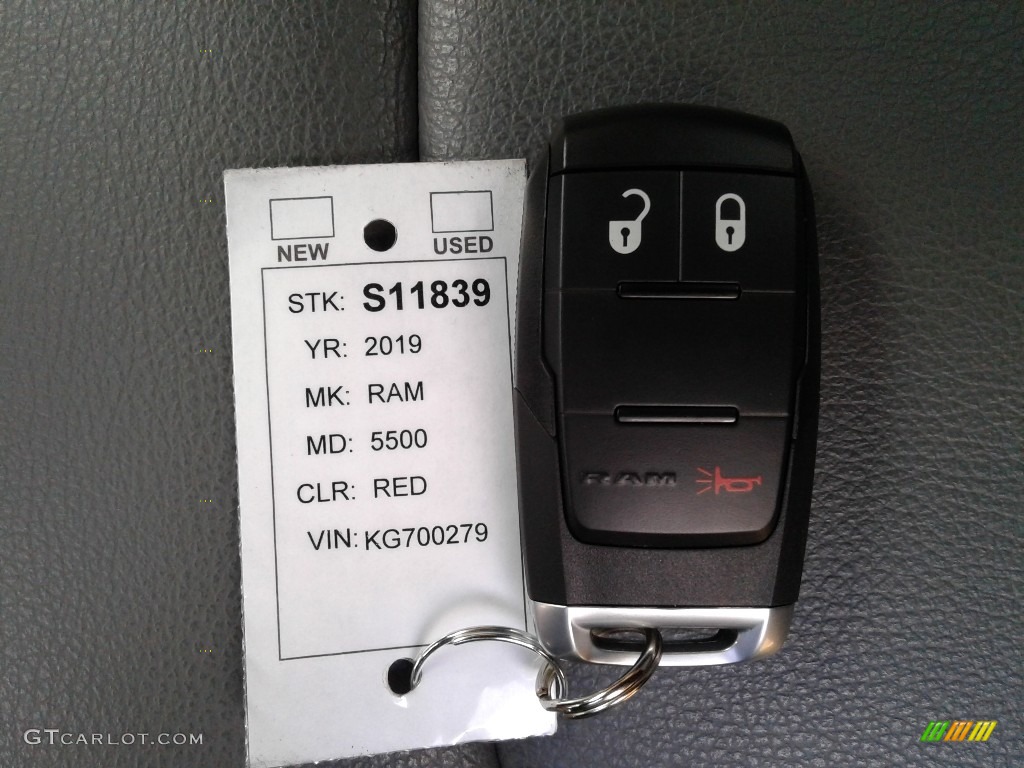 NEW USED
STK: S11839
YR: 2019
MK: RAM
MD: 5500
CLR: RED
VIN: KG700279
RAM
GTCARLOT.COM